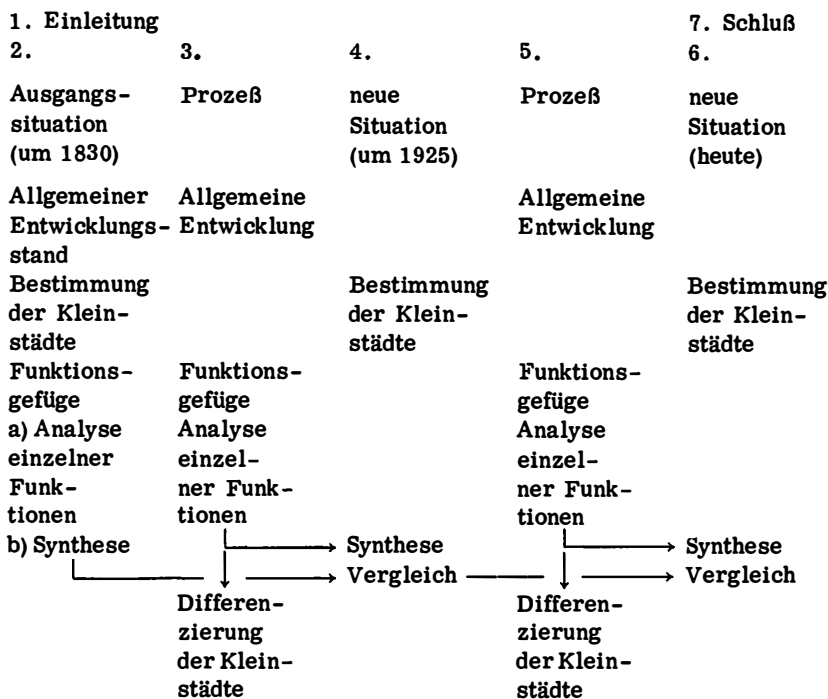 1. Einleitung 7. Schluß
2. 3. 4. 5. 6.
Ausgangs- Prozeß neue Prozeß neue
situation Situation Situation
(um 1830) (um 1925) (heute)
Allgemeiner Allgemeine Allgemeine
Entwicklungs- Entwicklung Entwicklung
stand
Bestimmung Bestimmung Bestimmung
der Klein- der Klein- der Klein-
städte städte städte
Funktions- Funktions- Funktions-
gefüge gefüge gefüge
a) Analyse Analyse Analyse
einzelner einzel- einzel-
Funk- ner Funk- ner Funk-
tionen tionen tionen
b) Synthese Synthese Synthese
Vergleich Vergleich
Differen- Differen-
zierung zierung
der Klein- der Klein-
städte städte